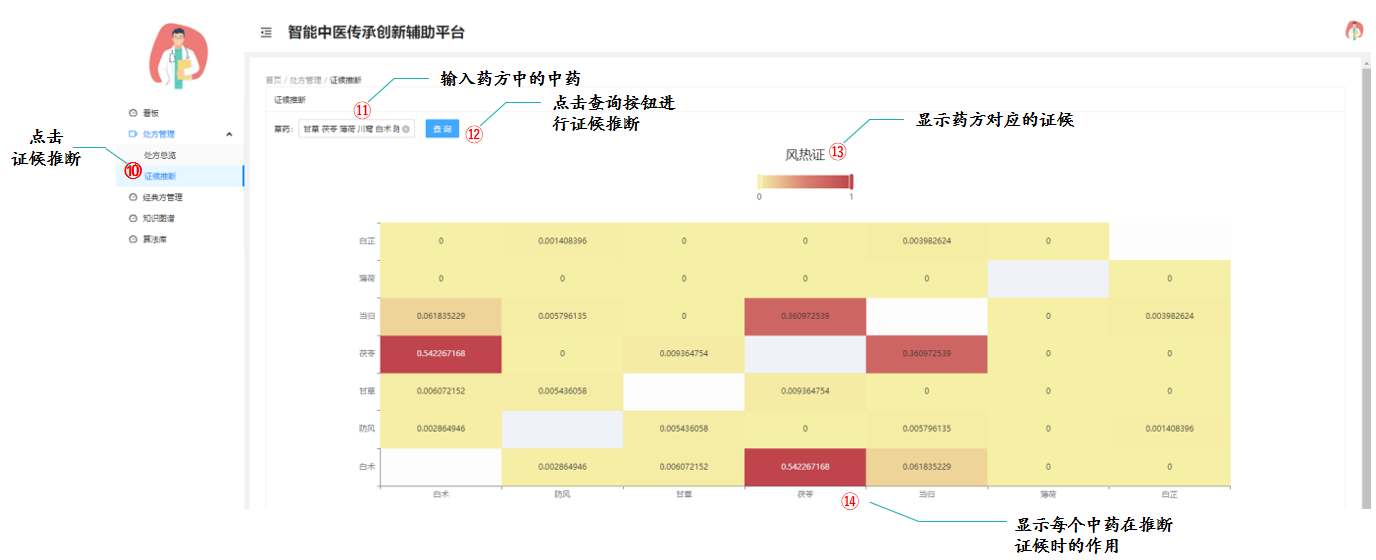 智能中医传承创新辅助平台
首页 / 处方管理 / 证候推断
输入药方中的中药
证候推断
⑪
点击查询按钮进
行证候推断
看板
草药: 甘草 茯苓 薄荷 川芎 白术 防
查 询
⑫
显示药方对应的证候
点击
证候推断
处方管理
处方总览
⑩
证候推断
经典方管理
知识图谱
算法库
风热证
⑬
0 1
白芷 0 0.001408396 0 0 0.003982624 0
薄荷 0 0 0 0 0 0
当归 0.061835229 0.005796135 0 0.360972539 0 0.003982624
茯苓 0.542267168 0 0.009364754 0.360972539 0 0
甘草 0.006072152 0.005436058 0.009364754 0 0 0
防风 0.002864946 0.005436058 0 0.005796135 0 0.001408396
白术 0.002864946 0.006072152 0.542267168 0.061835229 0 0
白术 防风 甘草 茯苓 当归 薄荷 白芷
⑭
显示每个中药在推断
证候时的作用